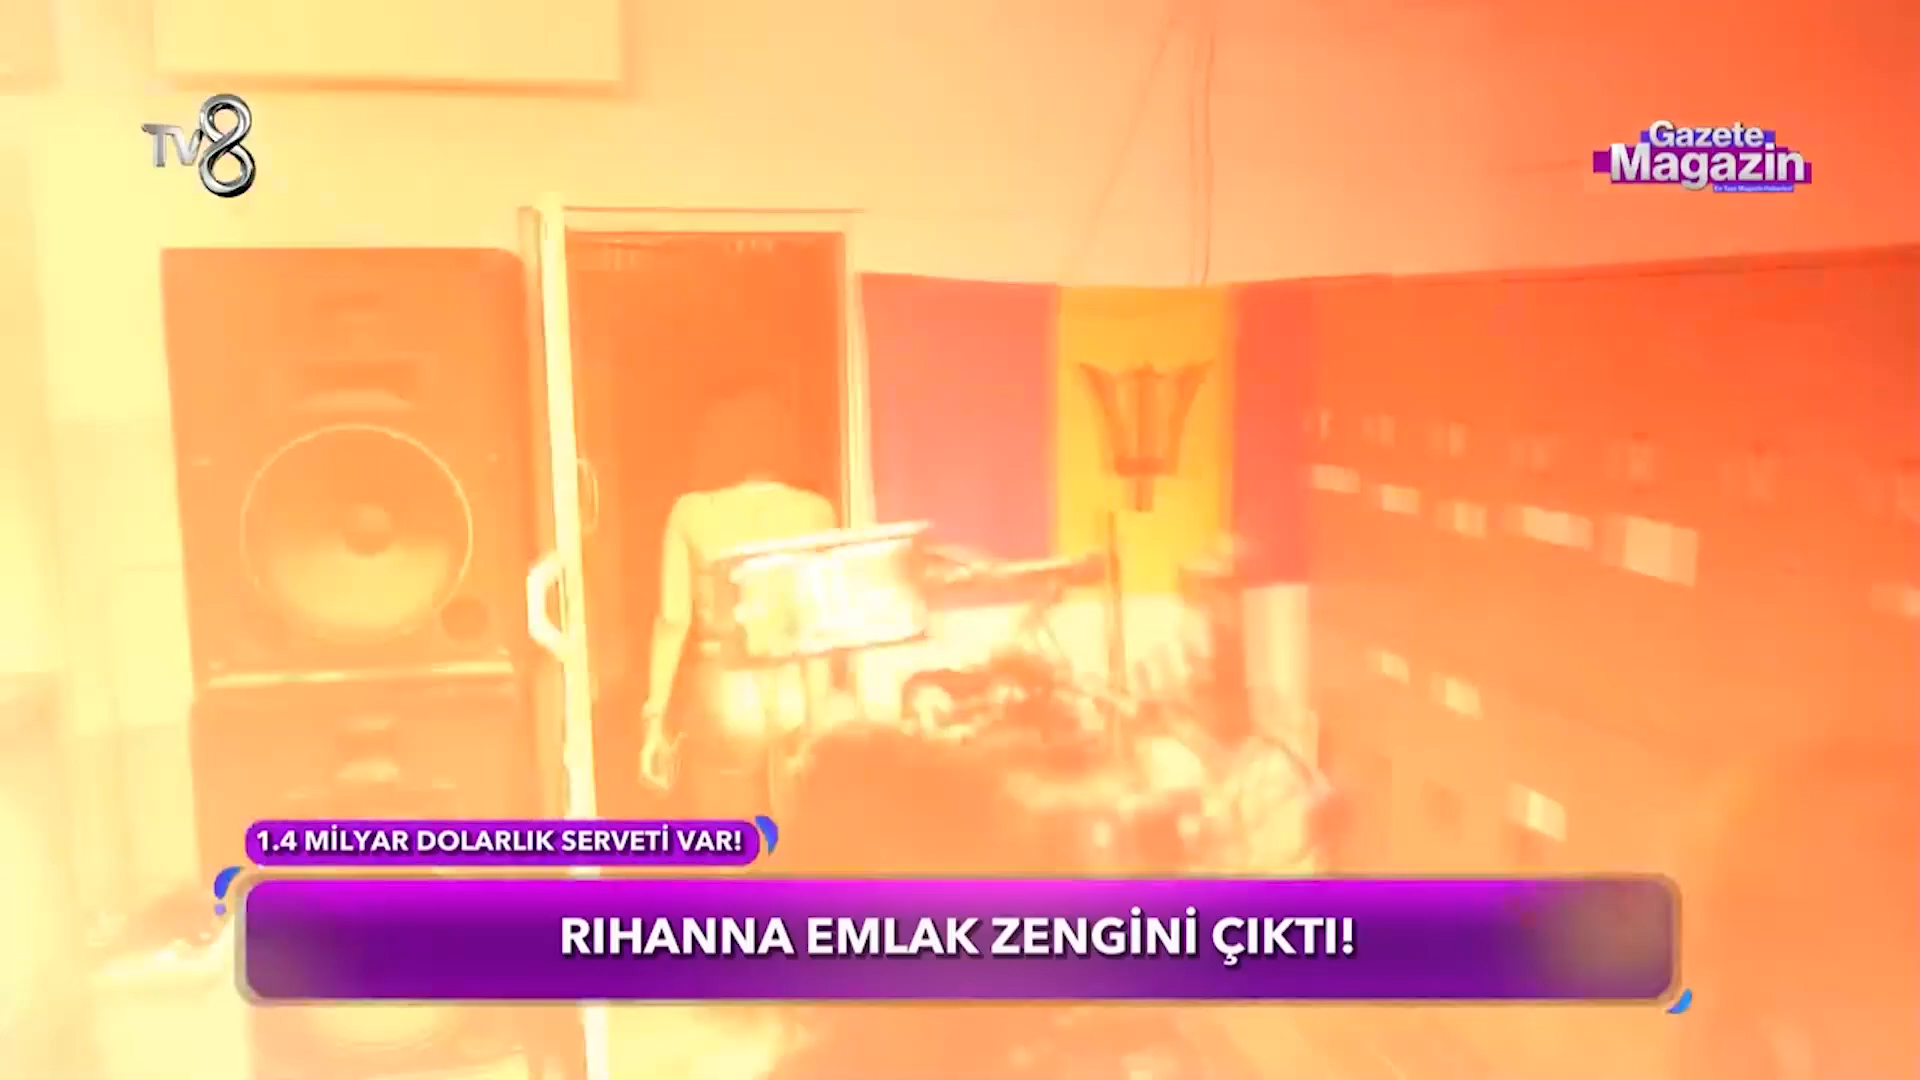 TV8
Gazete
Magazin
1.4 MİLYAR DOLARLIK SERVETİ VAR!
RIHANNA EMLAK ZENGİNİ ÇIKTI!